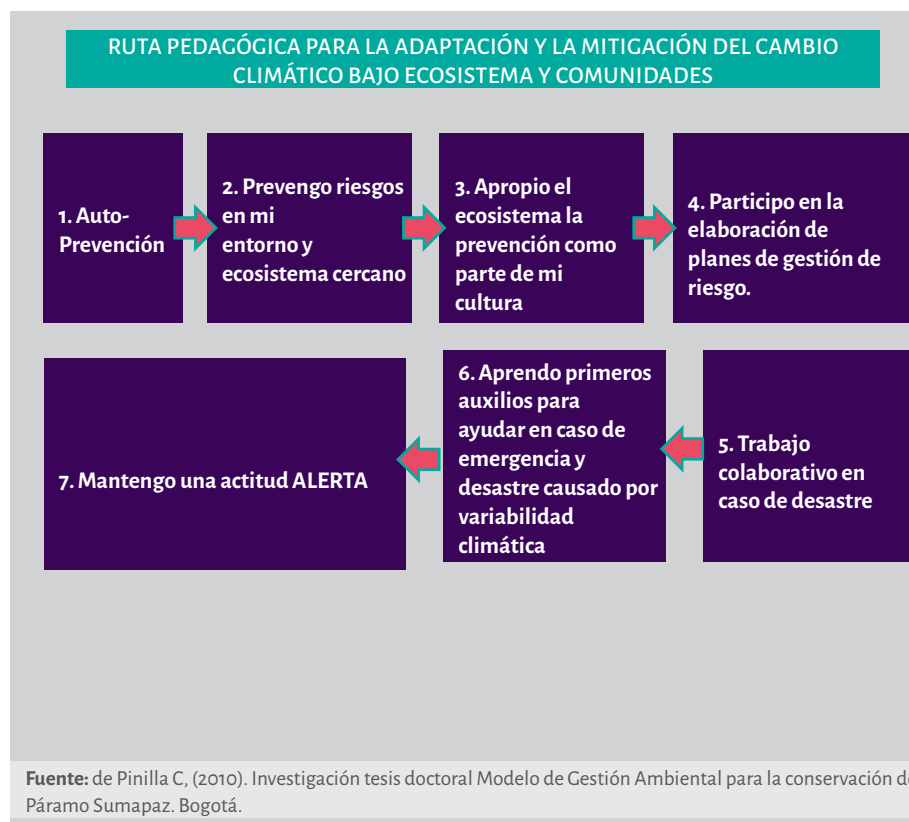 RUTA PEDAGÓGICA PARA LA ADAPTACIÓN Y LA MITIGACIÓN DEL CAMBIO
CLIMÁTICO BAJO ECOSISTEMA Y COMUNIDADES
1. Auto-
Prevención
2. Prevengo riesgos
en mi
entorno y
ecosistema cercano
3. Apropio el
ecosistema la
prevención como
parte de mi
cultura
4. Participo en la
elaboración de
planes de gestión de
riesgo.
5. Trabajo
colaborativo en
caso de desastre
6. Aprendo primeros
auxilios para
ayudar en caso de
emergencia y
desastre causado por
variabilidad
climática
7. Mantengo una actitud ALERTA
Fuente: de Pinilla C, (2010). Investigación tesis doctoral Modelo de Gestión Ambiental para la conservación
Páramo Sumapaz. Bogotá.